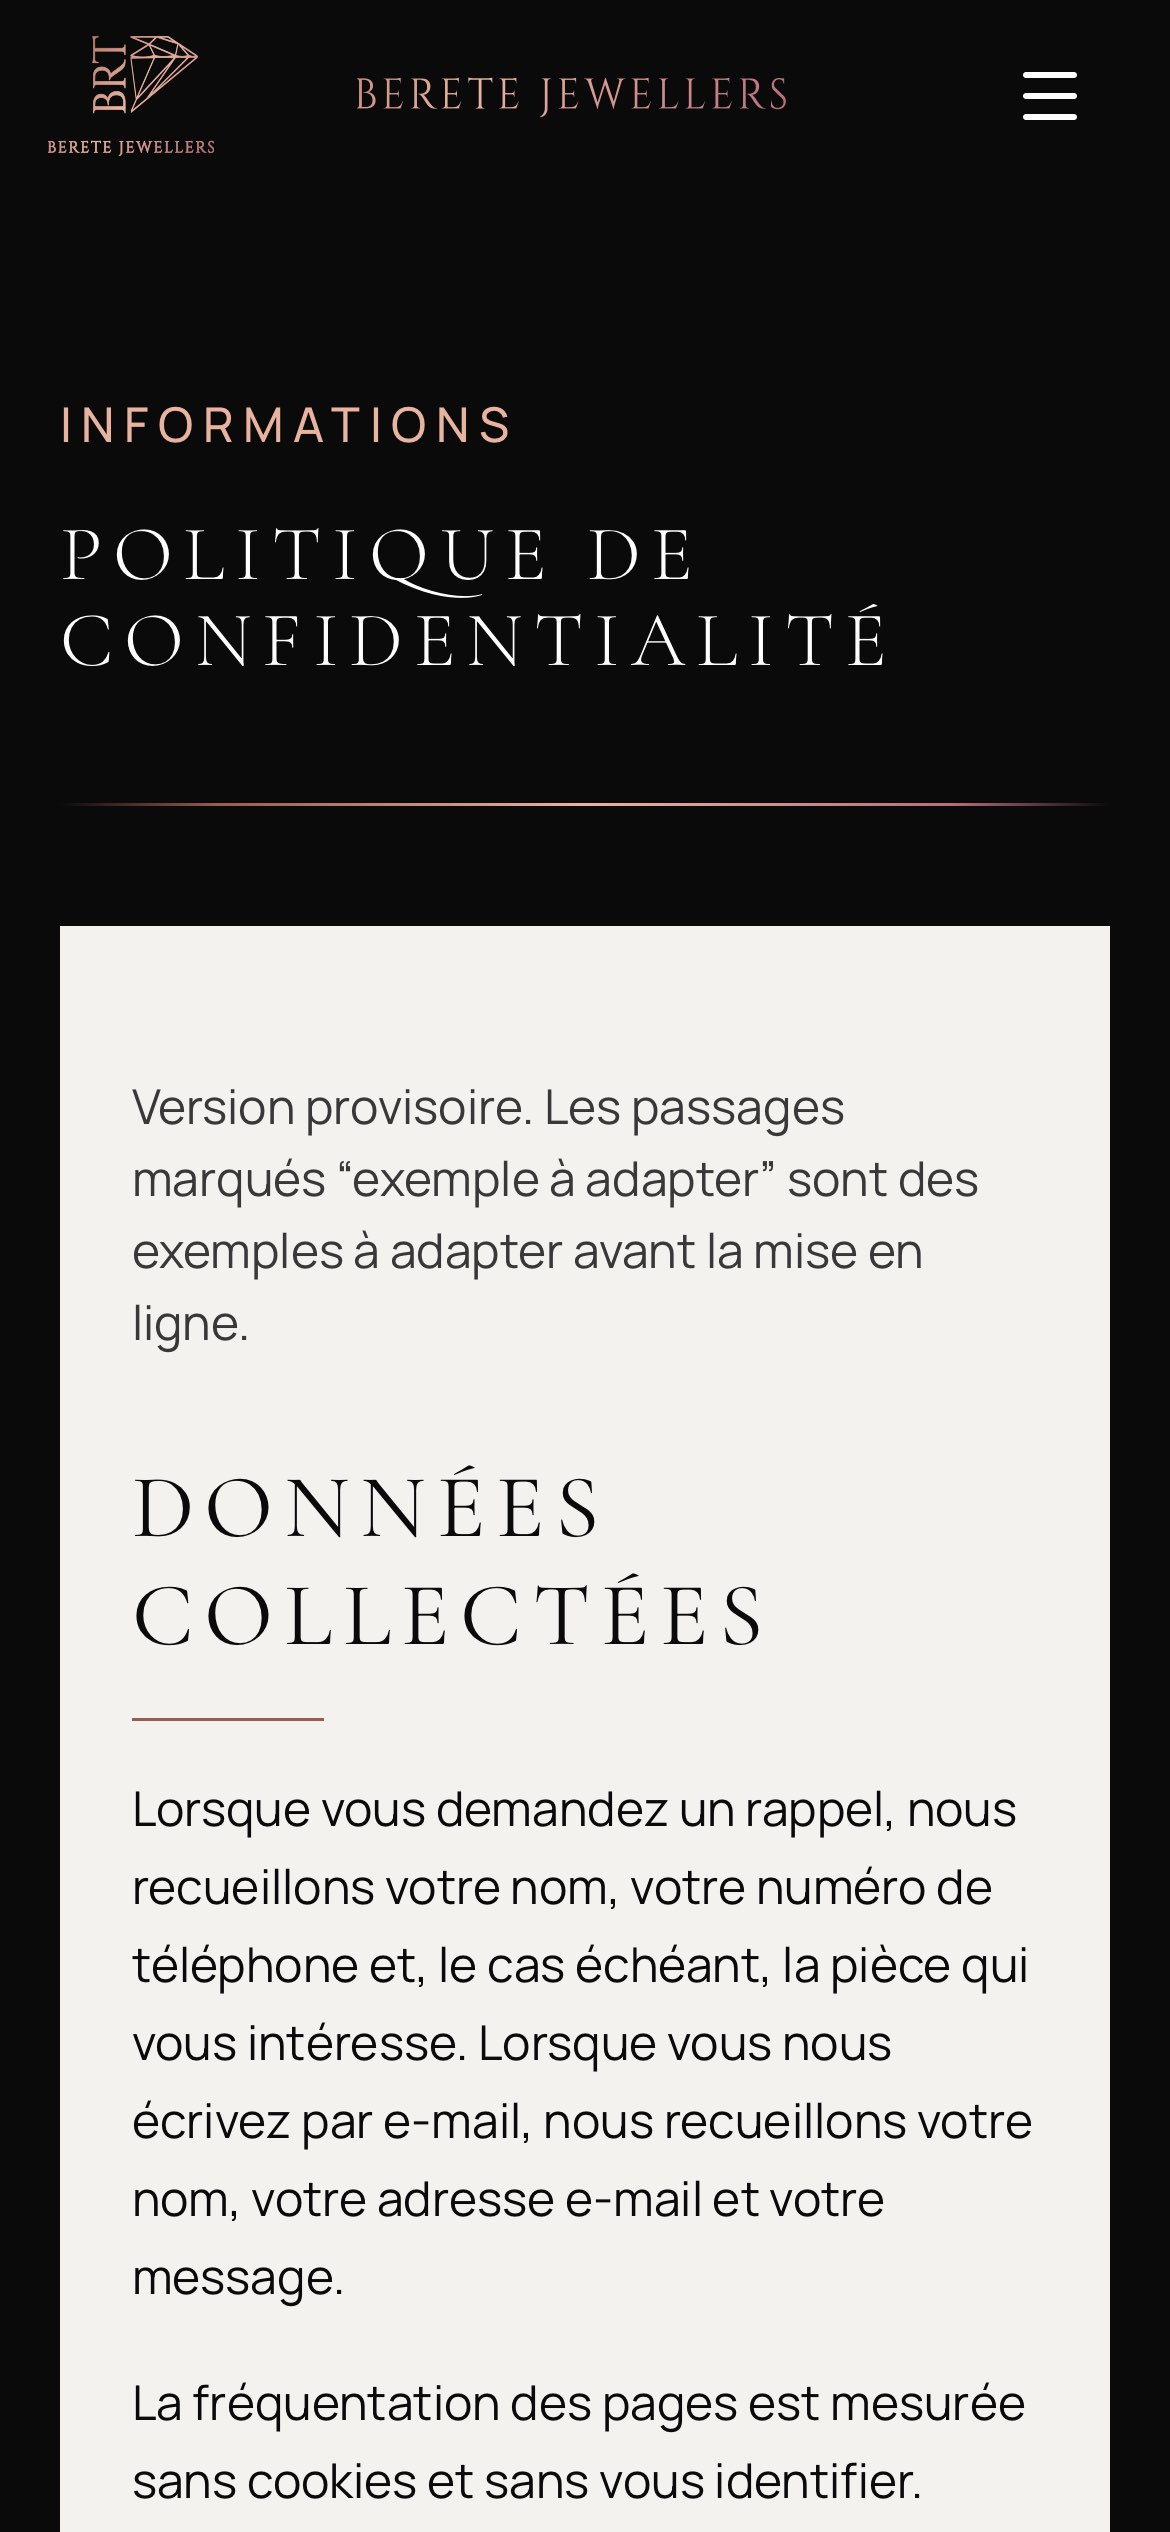 BRT
BERETE JEWELLERS
BERETE JEWELLERS
INFORMATIONS
POLITIQUE DE
CONFIDENTIALITÉ
Version provisoire. Les passages
marqués “exemple à adapter” sont des
exemples à adapter avant la mise en
ligne.
DONNÉES
COLLECTÉES
Lorsque vous demandez un rappel, nous
recueillons votre nom, votre numéro de
téléphone et, le cas échéant, la pièce qui
vous intéresse. Lorsque vous nous
écrivez par e-mail, nous recueillons votre
nom, votre adresse e-mail et votre
message.
La fréquentation des pages est mesurée
sans cookies et sans vous identifier.